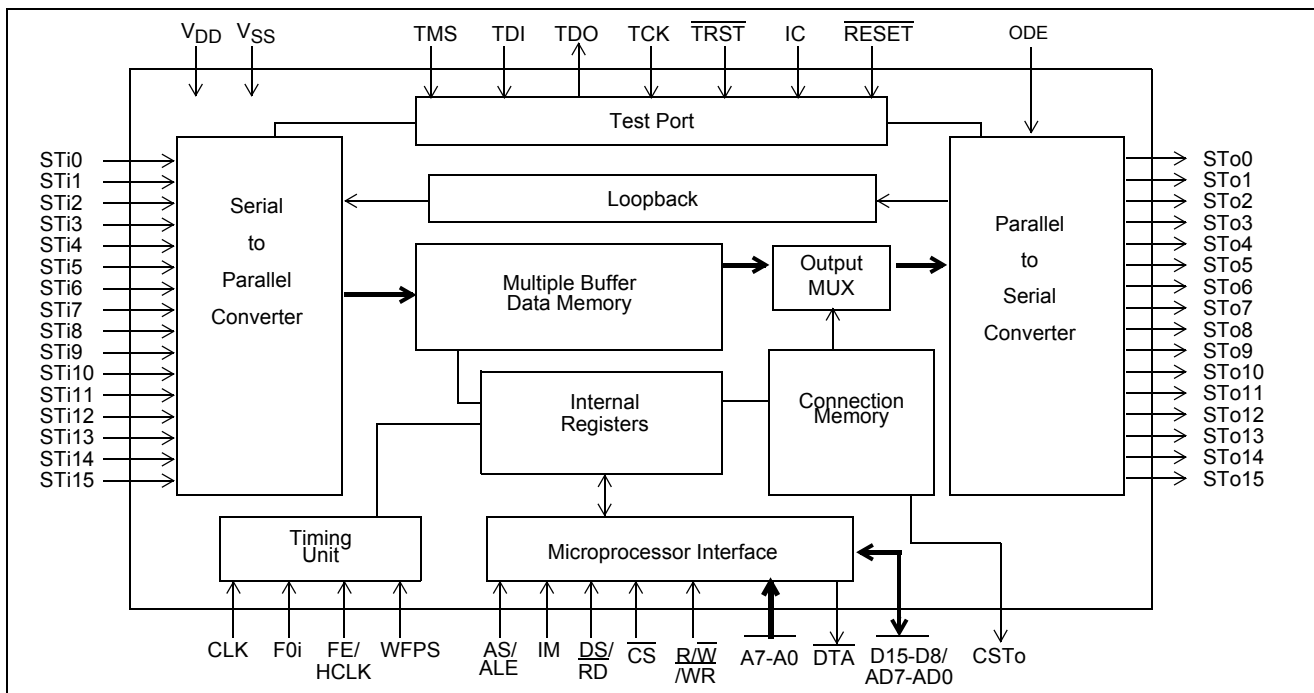 VDD VSS TMS TDI TDO TCK TRST IC RESET ODE
Test Port
STi0
STi1
STi2
STi3
STi4
STi5
STi6
STi7
STi8
STi9
STi10
STi11
STi12
STi13
STi14
STi15
Serial
to
Parallel
Converter
Loopback
Multiple Buffer
Data Memory
Output
MUX
Internal
Registers
Connection
Memory
Parallel
to
Serial
Converter
STo0
STo1
STo2
STo3
STo4
STo5
STo6
STo7
STo8
STo9
STo10
STo11
STo12
STo13
STo14
STo15
Timing
Unit
Microprocessor Interface
CLK
F0i
FE/
HCLK
WFPS
AS/
ALE
IM
DS/
RD
CS
R/W
/WR
A7-A0
DTA
D15-D8/
AD7-AD0
CSTo